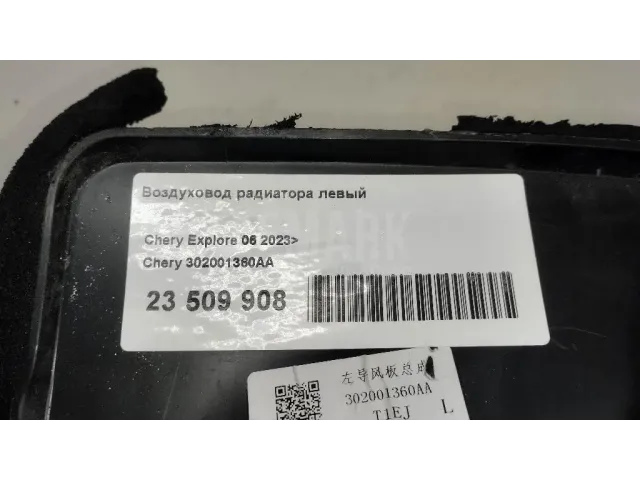 Воздуховод радиатора левый
Chery Explore 06 2023>
Chery 302001360AA
23 509 908
左导风板总成
302001360AA
T1EJ L